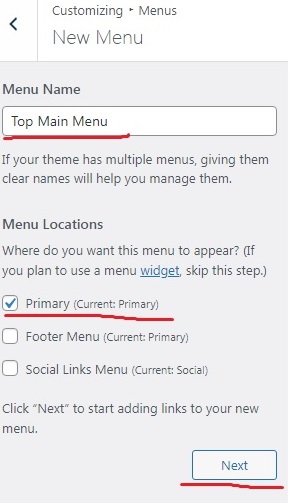 Customizing ▸ Menus
New Menu
Menu Name
Top Main Menu
If your theme has multiple menus, giving them
clear names will help you manage them.
Menu Locations
Where do you want this menu to appear? (If
you plan to use a menu widget, skip this step.)
Primary (Current: Primary)
Footer Menu (Current: Primary)
Social Links Menu (Current: Social)
Click “Next” to start adding links to your new
menu.
Next